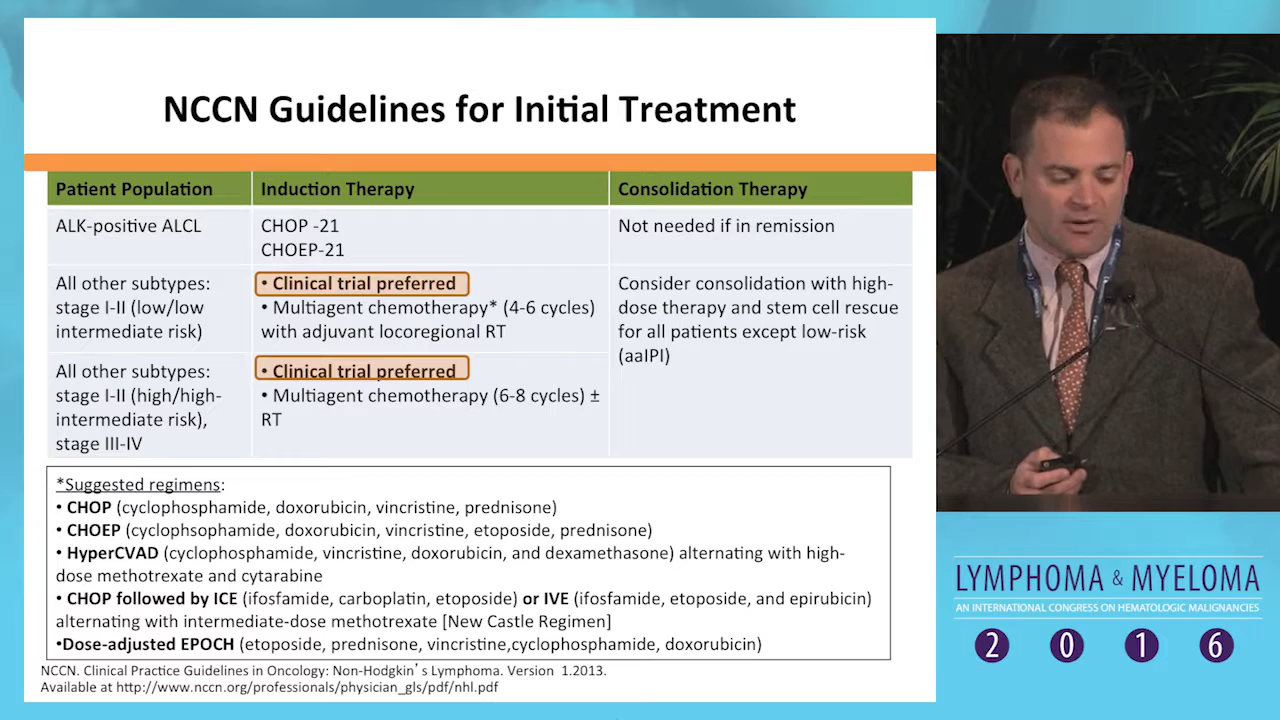 NCCN Guidelines for Initial Treatment
Patient Population
Induction Therapy
Consolidation Therapy
ALK-positive ALCL
CHOP -21
CHOEP-21
Not needed if in remission
All other subtypes:
stage I-II (low/low
intermediate risk)
• Clinical trial preferred
• Multiagent chemotherapy* (4-6 cycles)
with adjuvant locoregional RT
Consider consolidation with high-
dose therapy and stem cell rescue
for all patients except low-risk
(aaIPI)
All other subtypes:
stage I-II (high/high-
intermediate risk),
stage III-IV
• Clinical trial preferred
• Multiagent chemotherapy (6-8 cycles) ±
RT
*Suggested regimens:
• CHOP (cyclophosphamide, doxorubicin, vincristine, prednisone)
• CHOEP (cyclophsophamide, doxorubicin, vincristine, etoposide, prednisone)
• HyperCVAD (cyclophosphamide, vincristine, doxorubicin, and dexamethasone) alternating with high-
dose methotrexate and cytarabine
• CHOP followed by ICE (ifosfamide, carboplatin, etoposide) or IVE (ifosfamide, etoposide, and epirubicin)
alternating with intermediate-dose methotrexate [New Castle Regimen]
•Dose-adjusted EPOCH (etoposide, prednisone, vincristine,cyclophosphamide, doxorubicin)
NCCN. Clinical Practice Guidelines in Oncology: Non-Hodgkin's Lymphoma. Version 1.2013.
Available at http://www.nccn.org/professionals/physician_gls/pdf/nhl.pdf
LYMPHOMA & MYELOMA
AN INTERNATIONAL CONGRESS ON HEMATOLOGIC MALIGNANCIES
2 0 1 6